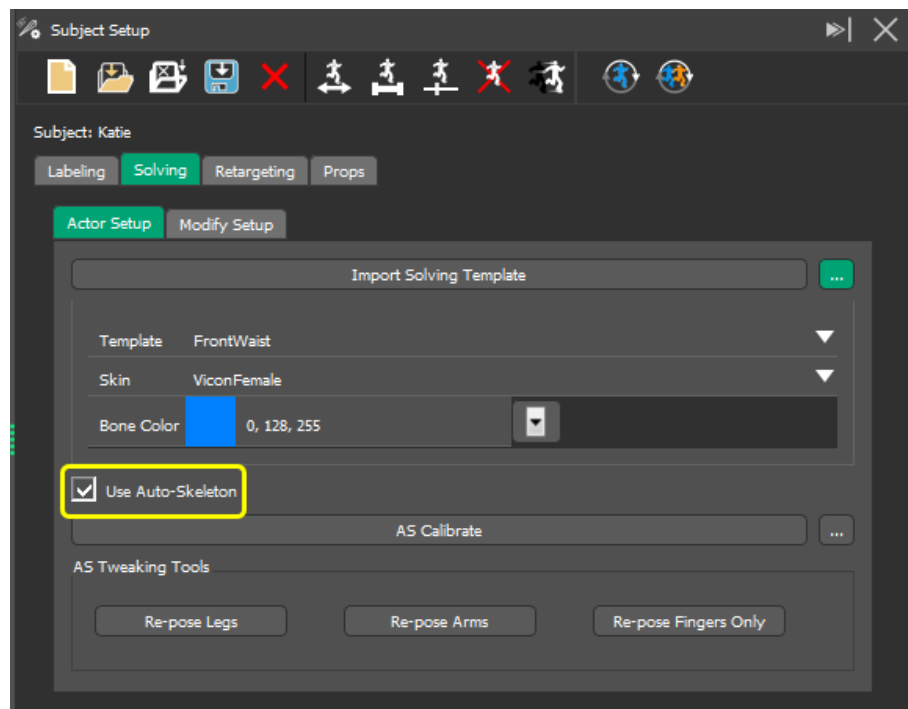 Subject Setup
Subject: Katie
Labeling Solving Retargeting Props
Actor Setup Modify Setup
Import Solving Template ...
Template FrontWaist
Skin ViconFemale
Bone Color 0, 128, 255
Use Auto-Skeleton
AS Calibrate ...
AS Tweaking Tools
Re-pose Legs Re-pose Arms Re-pose Fingers Only